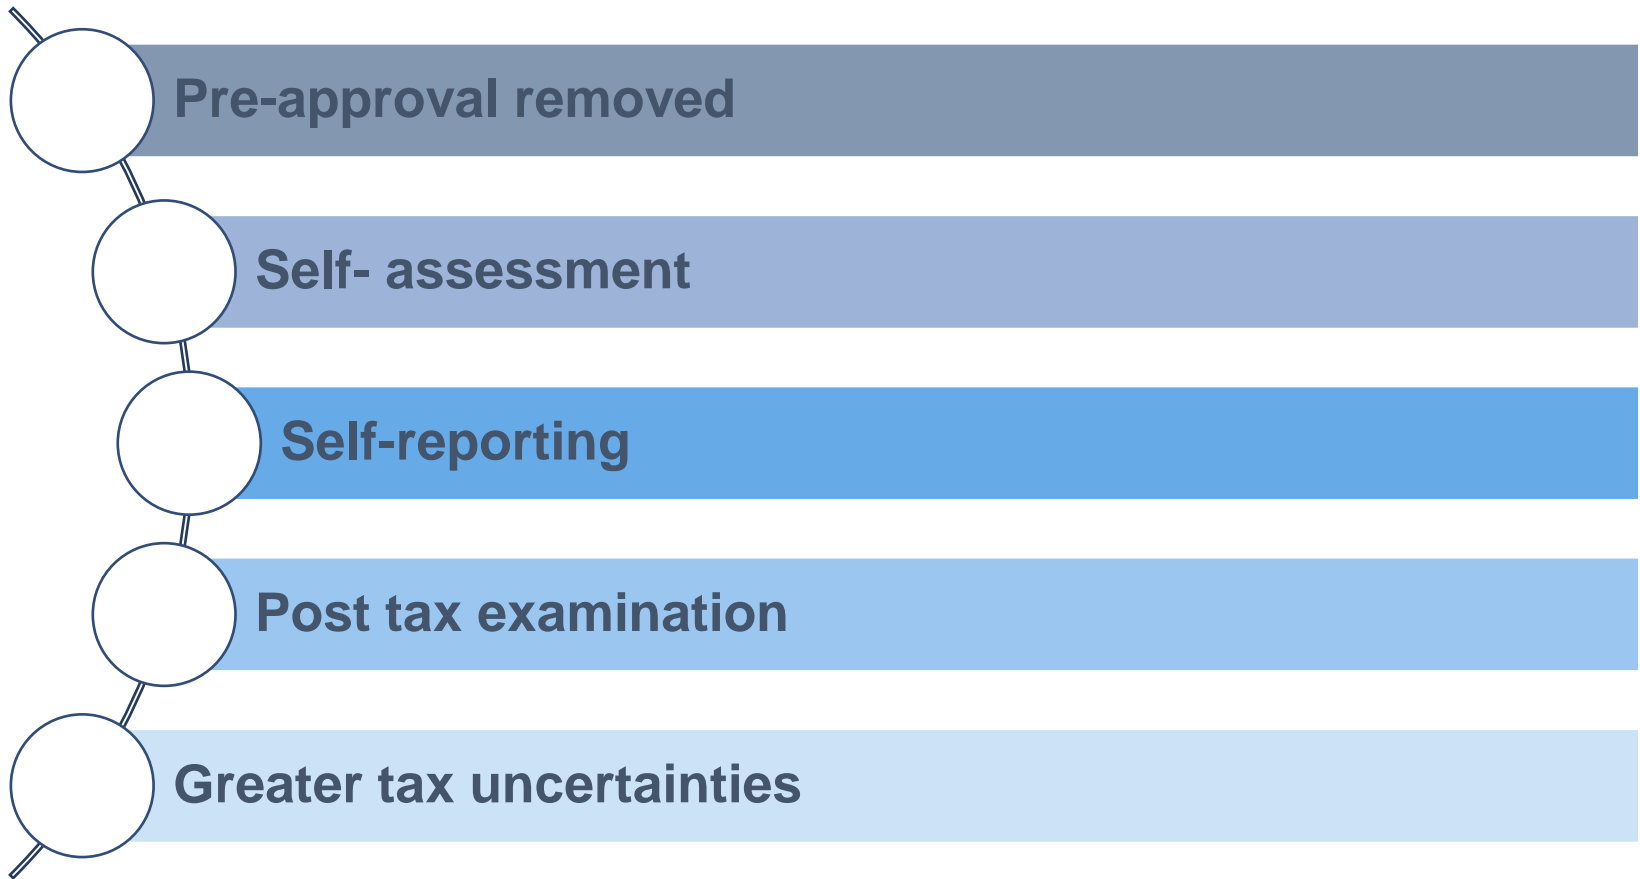 Pre-approval removed
Self- assessment
Self-reporting
Post tax examination
Greater tax uncertainties